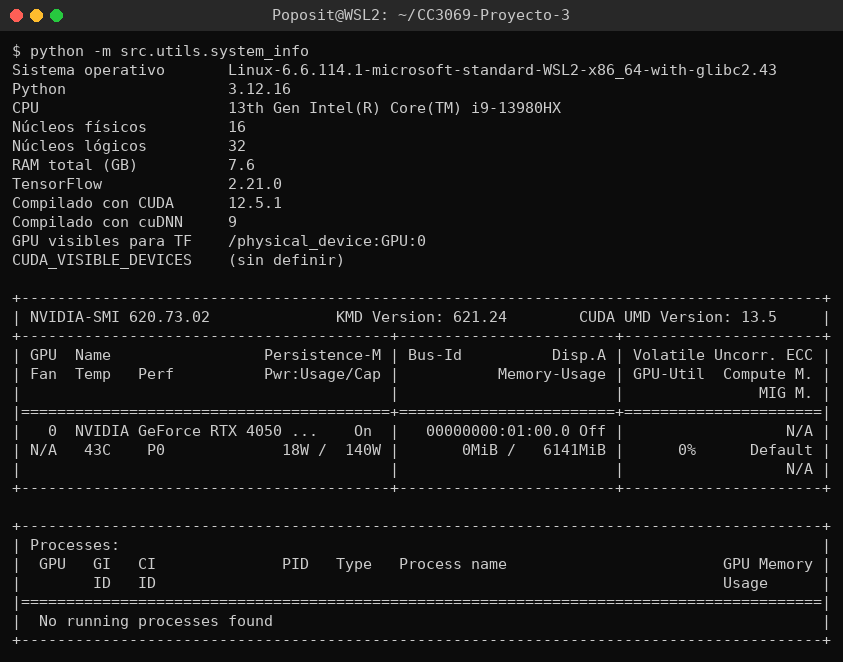 Poposit@WSL2: ~/CC3069-Proyecto-3
$ python -m src.utils.system_info
Sistema operativo       Linux-6.6.114.1-microsoft-standard-WSL2-x86_64-with-glibc2.43
Python                  3.12.16
CPU                     13th Gen Intel(R) Core(TM) i9-13980HX
Núcleos físicos         16
Núcleos lógicos         32
RAM total (GB)          7.6
TensorFlow              2.21.0
Compilado con CUDA      12.5.1
Compilado con cuDNN     9
GPU visibles para TF    /physical_device:GPU:0
CUDA_VISIBLE_DEVICES    (sin definir)

+-----------------------------------------------------------------------------------------+
| NVIDIA-SMI 620.73.02              KMD Version: 621.24        CUDA UMD Version: 13.5     |
+-----------------------------------------+------------------------+----------------------+
| GPU  Name                 Persistence-M | Bus-Id          Disp.A | Volatile Uncorr. ECC |
| Fan  Temp   Perf          Pwr:Usage/Cap |           Memory-Usage | GPU-Util  Compute M. |
|                                         |                        |               MIG M. |
|=========================================+========================+======================|
|   0  NVIDIA GeForce RTX 4050 ...    On  |   00000000:01:00.0 Off |                  N/A |
| N/A   43C    P0             18W /  140W |       0MiB /   6141MiB |      0%      Default |
|                                         |                        |                  N/A |
+-----------------------------------------+------------------------+----------------------+

+-----------------------------------------------------------------------------------------+
| Processes:                                                                              |
|  GPU   GI   CI              PID   Type   Process name                        GPU Memory |
|        ID   ID                                                               Usage      |
|=========================================================================================|
|  No running processes found                                                             |
+-----------------------------------------------------------------------------------------+